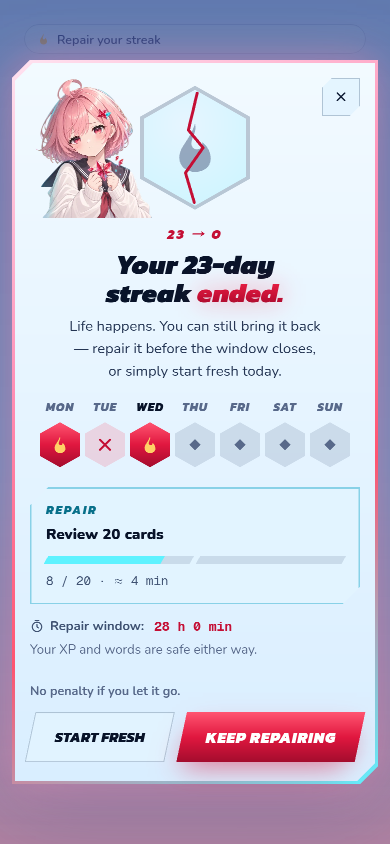 Repair your streak
×
23 → 0
Your 23-day
streak ended.
Life happens. You can still bring it back
— repair it before the window closes,
or simply start fresh today.
MON TUE WED THU FRI SAT SUN
REPAIR
Review 20 cards
8 / 20 · ≈ 4 min
Repair window: 28 h 0 min
Your XP and words are safe either way.
No penalty if you let it go.
START FRESH KEEP REPAIRING